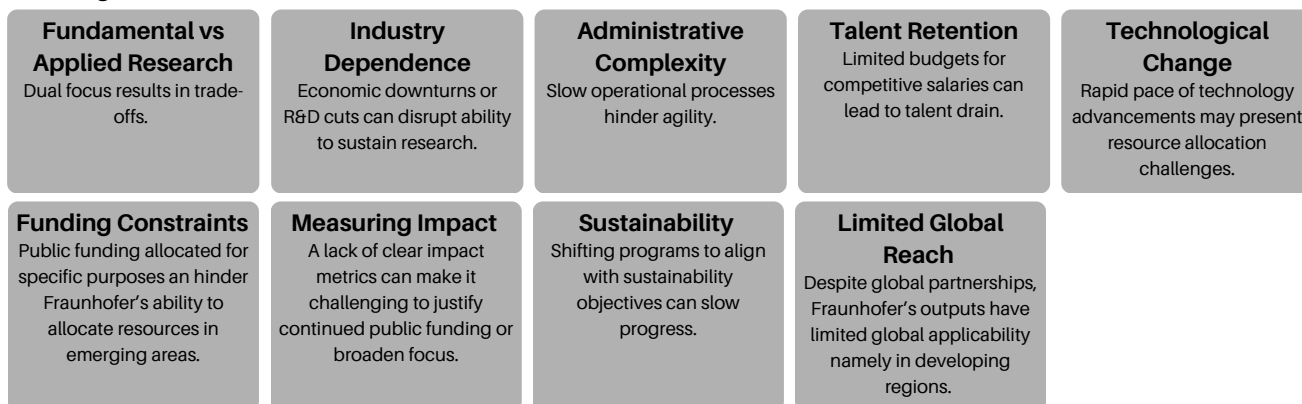 Fundamental vs
Applied Research
Dual focus results in trade-
offs.
Industry
Dependence
Economic downturns or
R&D cuts can disrupt ability
to sustain research.
Administrative
Complexity
Slow operational processes
hinder agility.
Talent Retention
Limited budgets for
competitive salaries can
lead to talent drain.
Technological
Change
Rapid pace of technology
advancements may present
resource allocation
challenges.
Funding Constraints
Public funding allocated for
specific purposes an hinder
Fraunhofer's ability to
allocate resources in
emerging areas.
Measuring Impact
A lack of clear impact
metrics can make it
challenging to justify
continued public funding or
broaden focus.
Sustainability
Shifting programs to align
with sustainability
objectives can slow
progress.
Limited Global
Reach
Despite global partnerships,
Fraunhofer's outputs have
limited global applicability
namely in developing
regions.